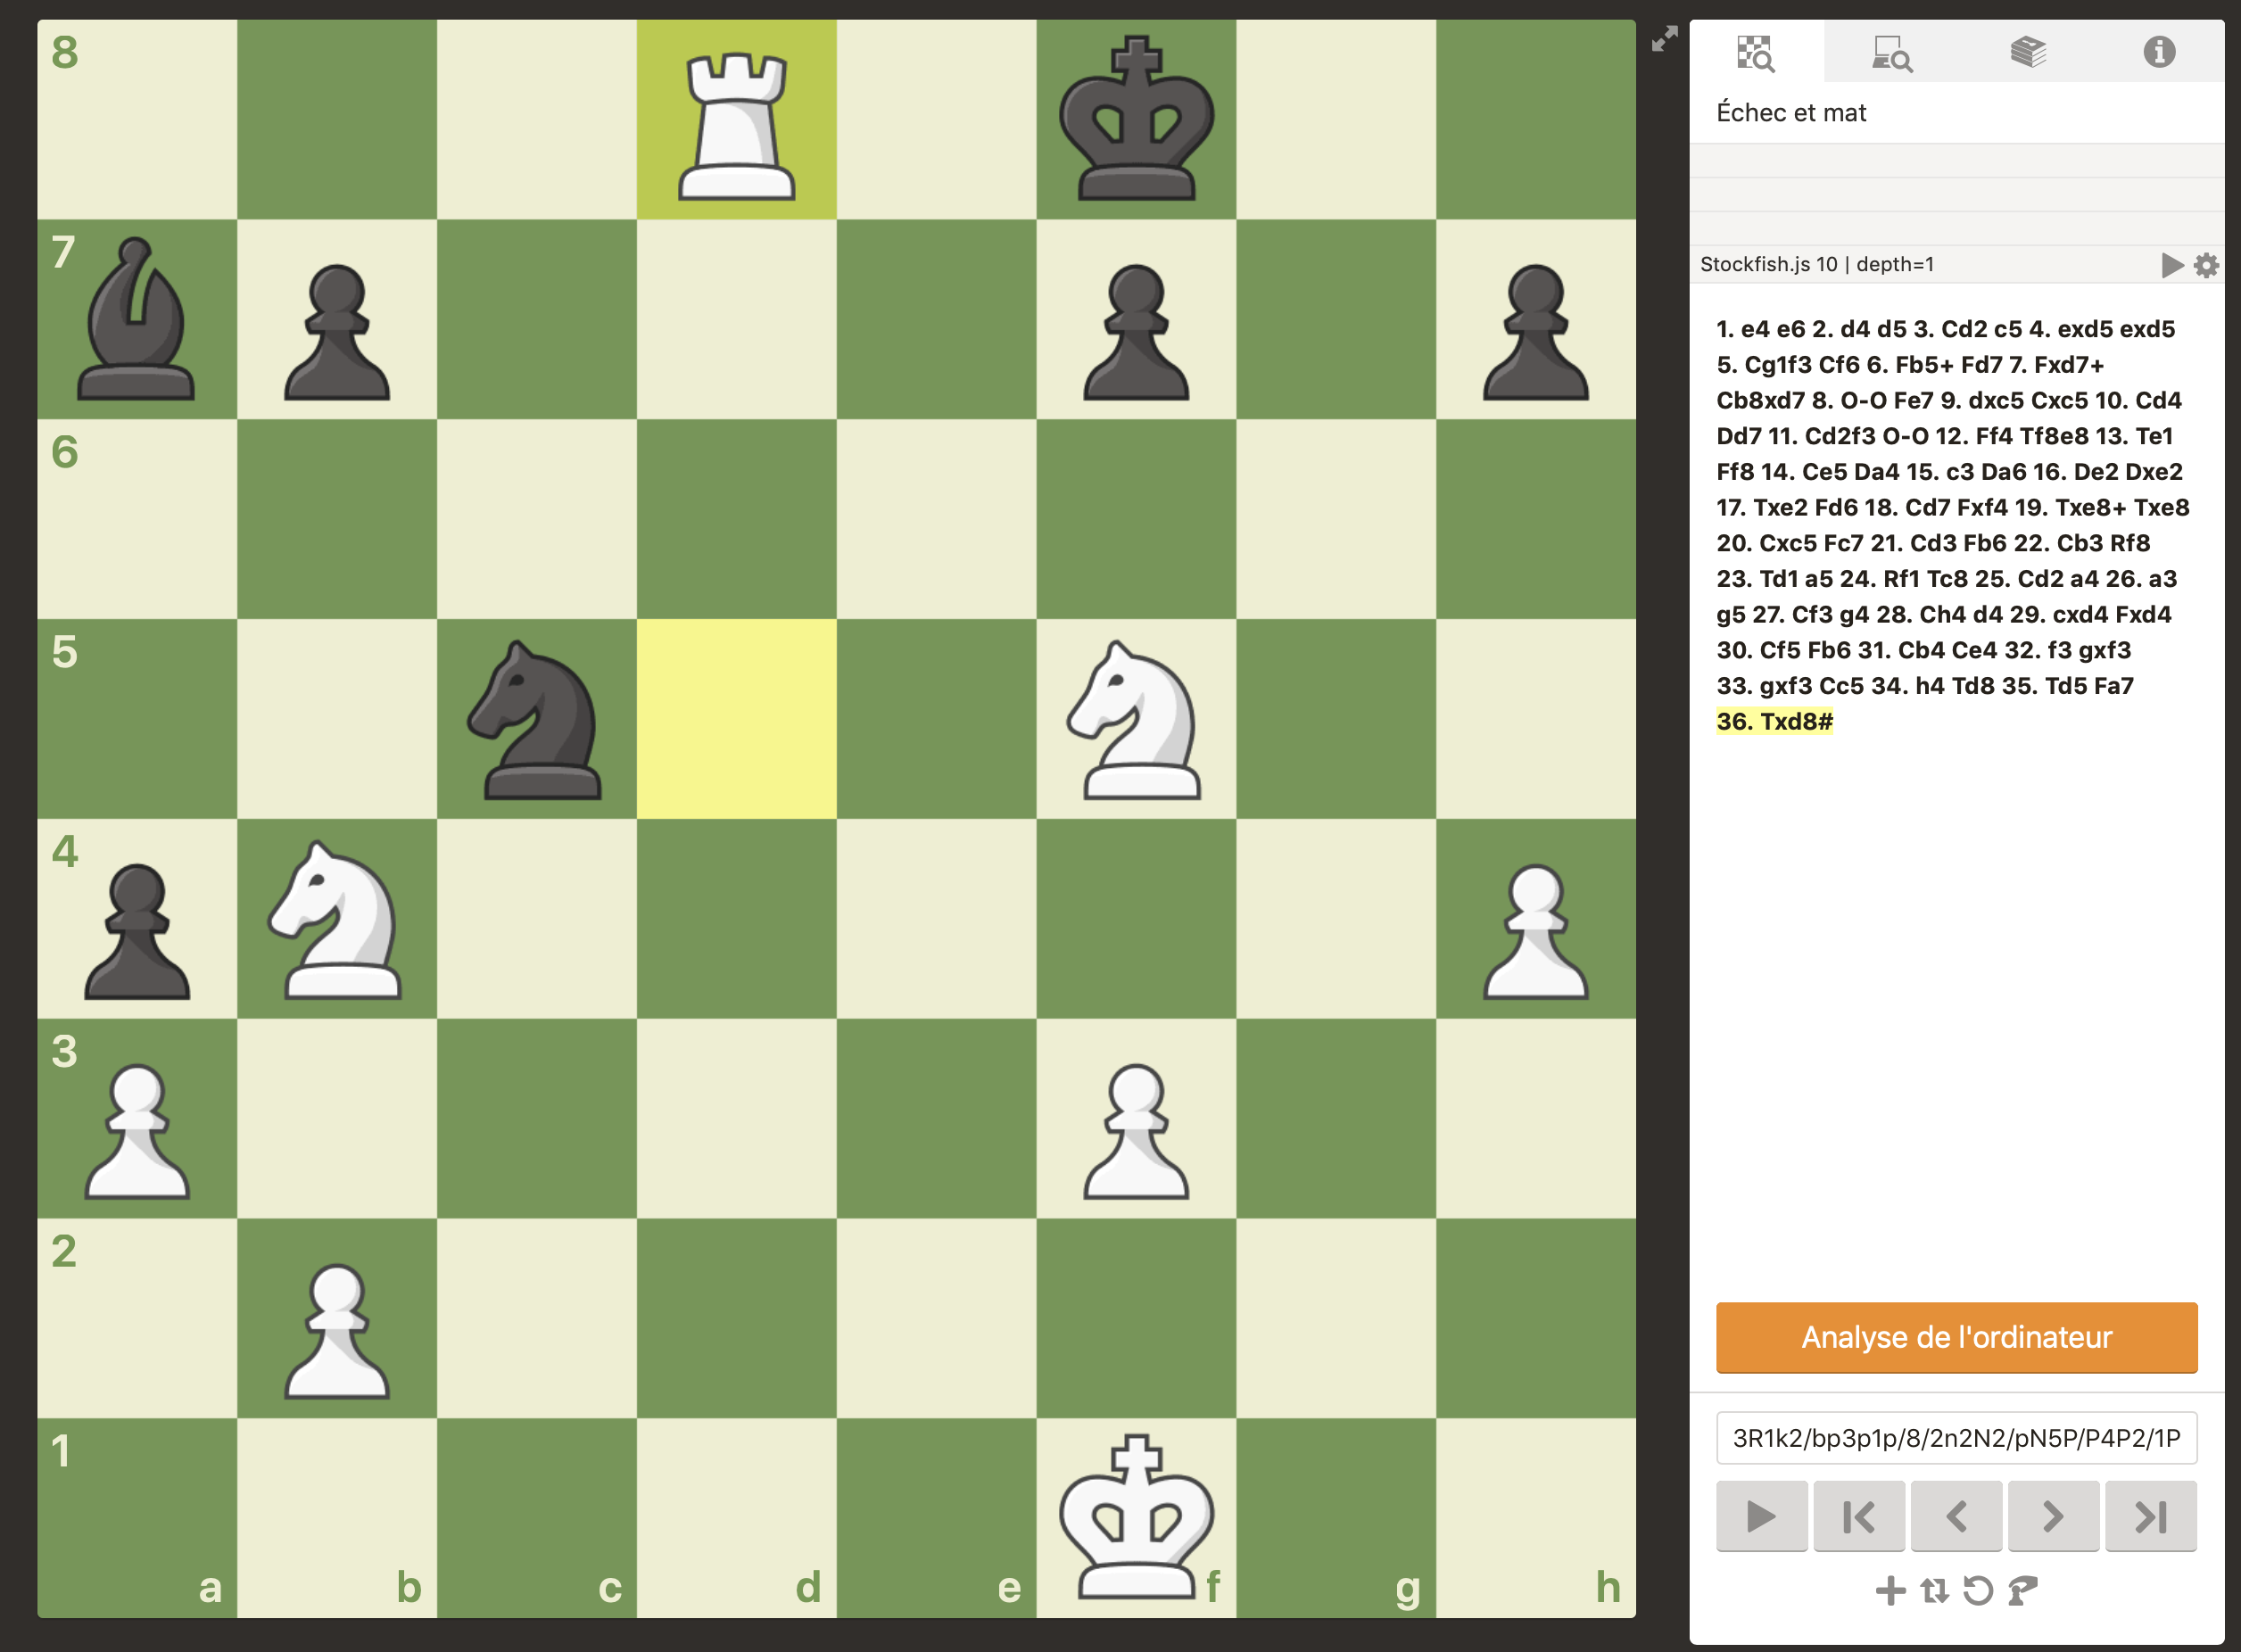 8
7
6
5
4
3
2
1
a b c d e f g h
Échec et mat
Stockfish.js 10 | depth=1
1. e4 e6 2. d4 d5 3. Cd2 c5 4. exd5 exd5
5. Cg1f3 Cf6 6. Fb5+ Fd7 7. Fxd7+
Cb8xd7 8. O-O Fe7 9. dxc5 Cxc5 10. Cd4
Dd7 11. Cd2f3 O-O 12. Ff4 Tf8e8 13. Te1
Ff8 14. Ce5 Da4 15. c3 Da6 16. De2 Dxe2
17. Txe2 Fd6 18. Cd7 Fxf4 19. Txe8+ Txe8
20. Cxc5 Fc7 21. Cd3 Fb6 22. Cb3 Rf8
23. Td1 a5 24. Rf1 Tc8 25. Cd2 a4 26. a3
g5 27. Cf3 g4 28. Ch4 d4 29. cxd4 Fxd4
30. Cf5 Fb6 31. Cb4 Ce4 32. f3 gxf3
33. gxf3 Cc5 34. h4 Td8 35. Td5 Fa7
36. Txd8#
Analyse de l'ordinateur
3R1k2/bp3p1p/8/2n2N2/pN5P/P4P2/1P